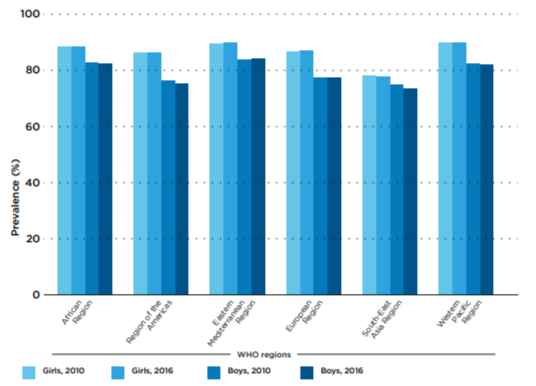 100
80
60
40
20
0
Prevalence (%)
African
Region
Region of the
Americas
Eastern
Mediterranean
Region
European
Region
South-East
Asia Region
Western
Pacific
Region
WHO regions
Girls, 2010
Girls, 2016
Boys, 2010
Boys, 2016